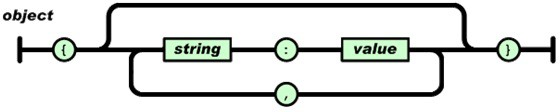 object
{ string : value }
,